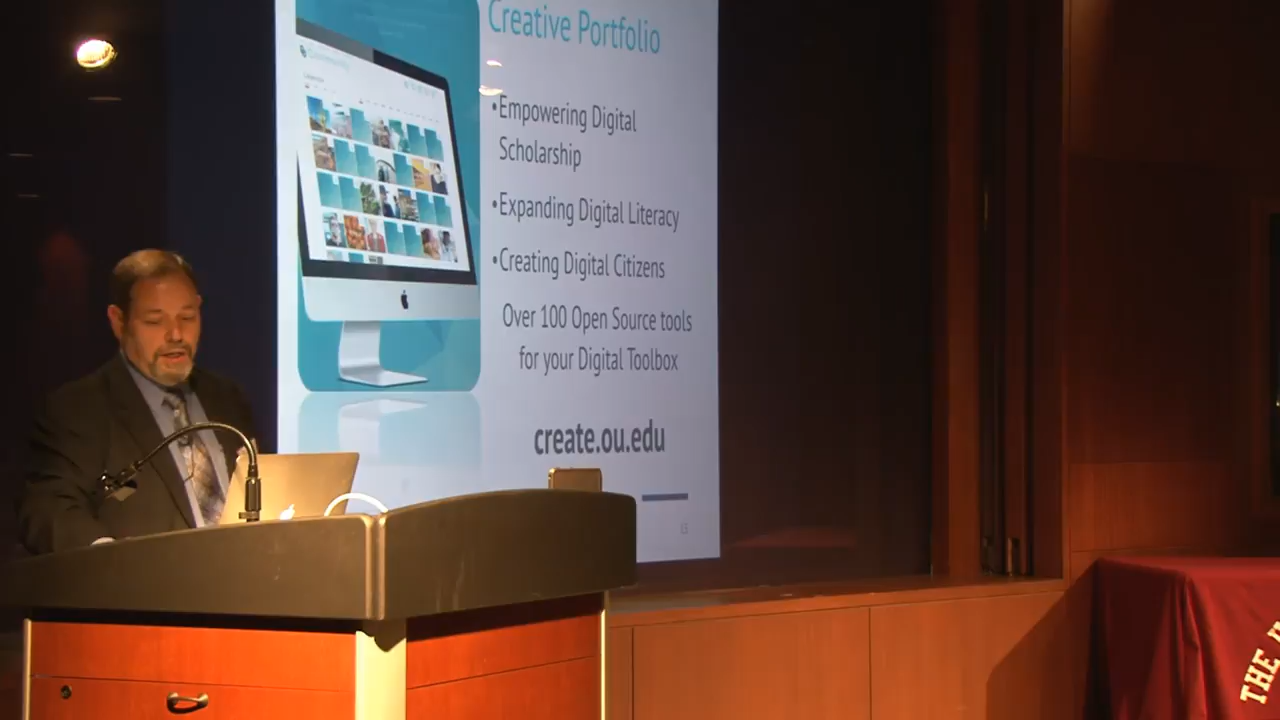 Creative Portfolio
•Empowering Digital
Scholarship
•Expanding Digital Literacy
•Creating Digital Citizens
Over 100 Open Source tools
for your Digital Toolbox
create.ou.edu
THE